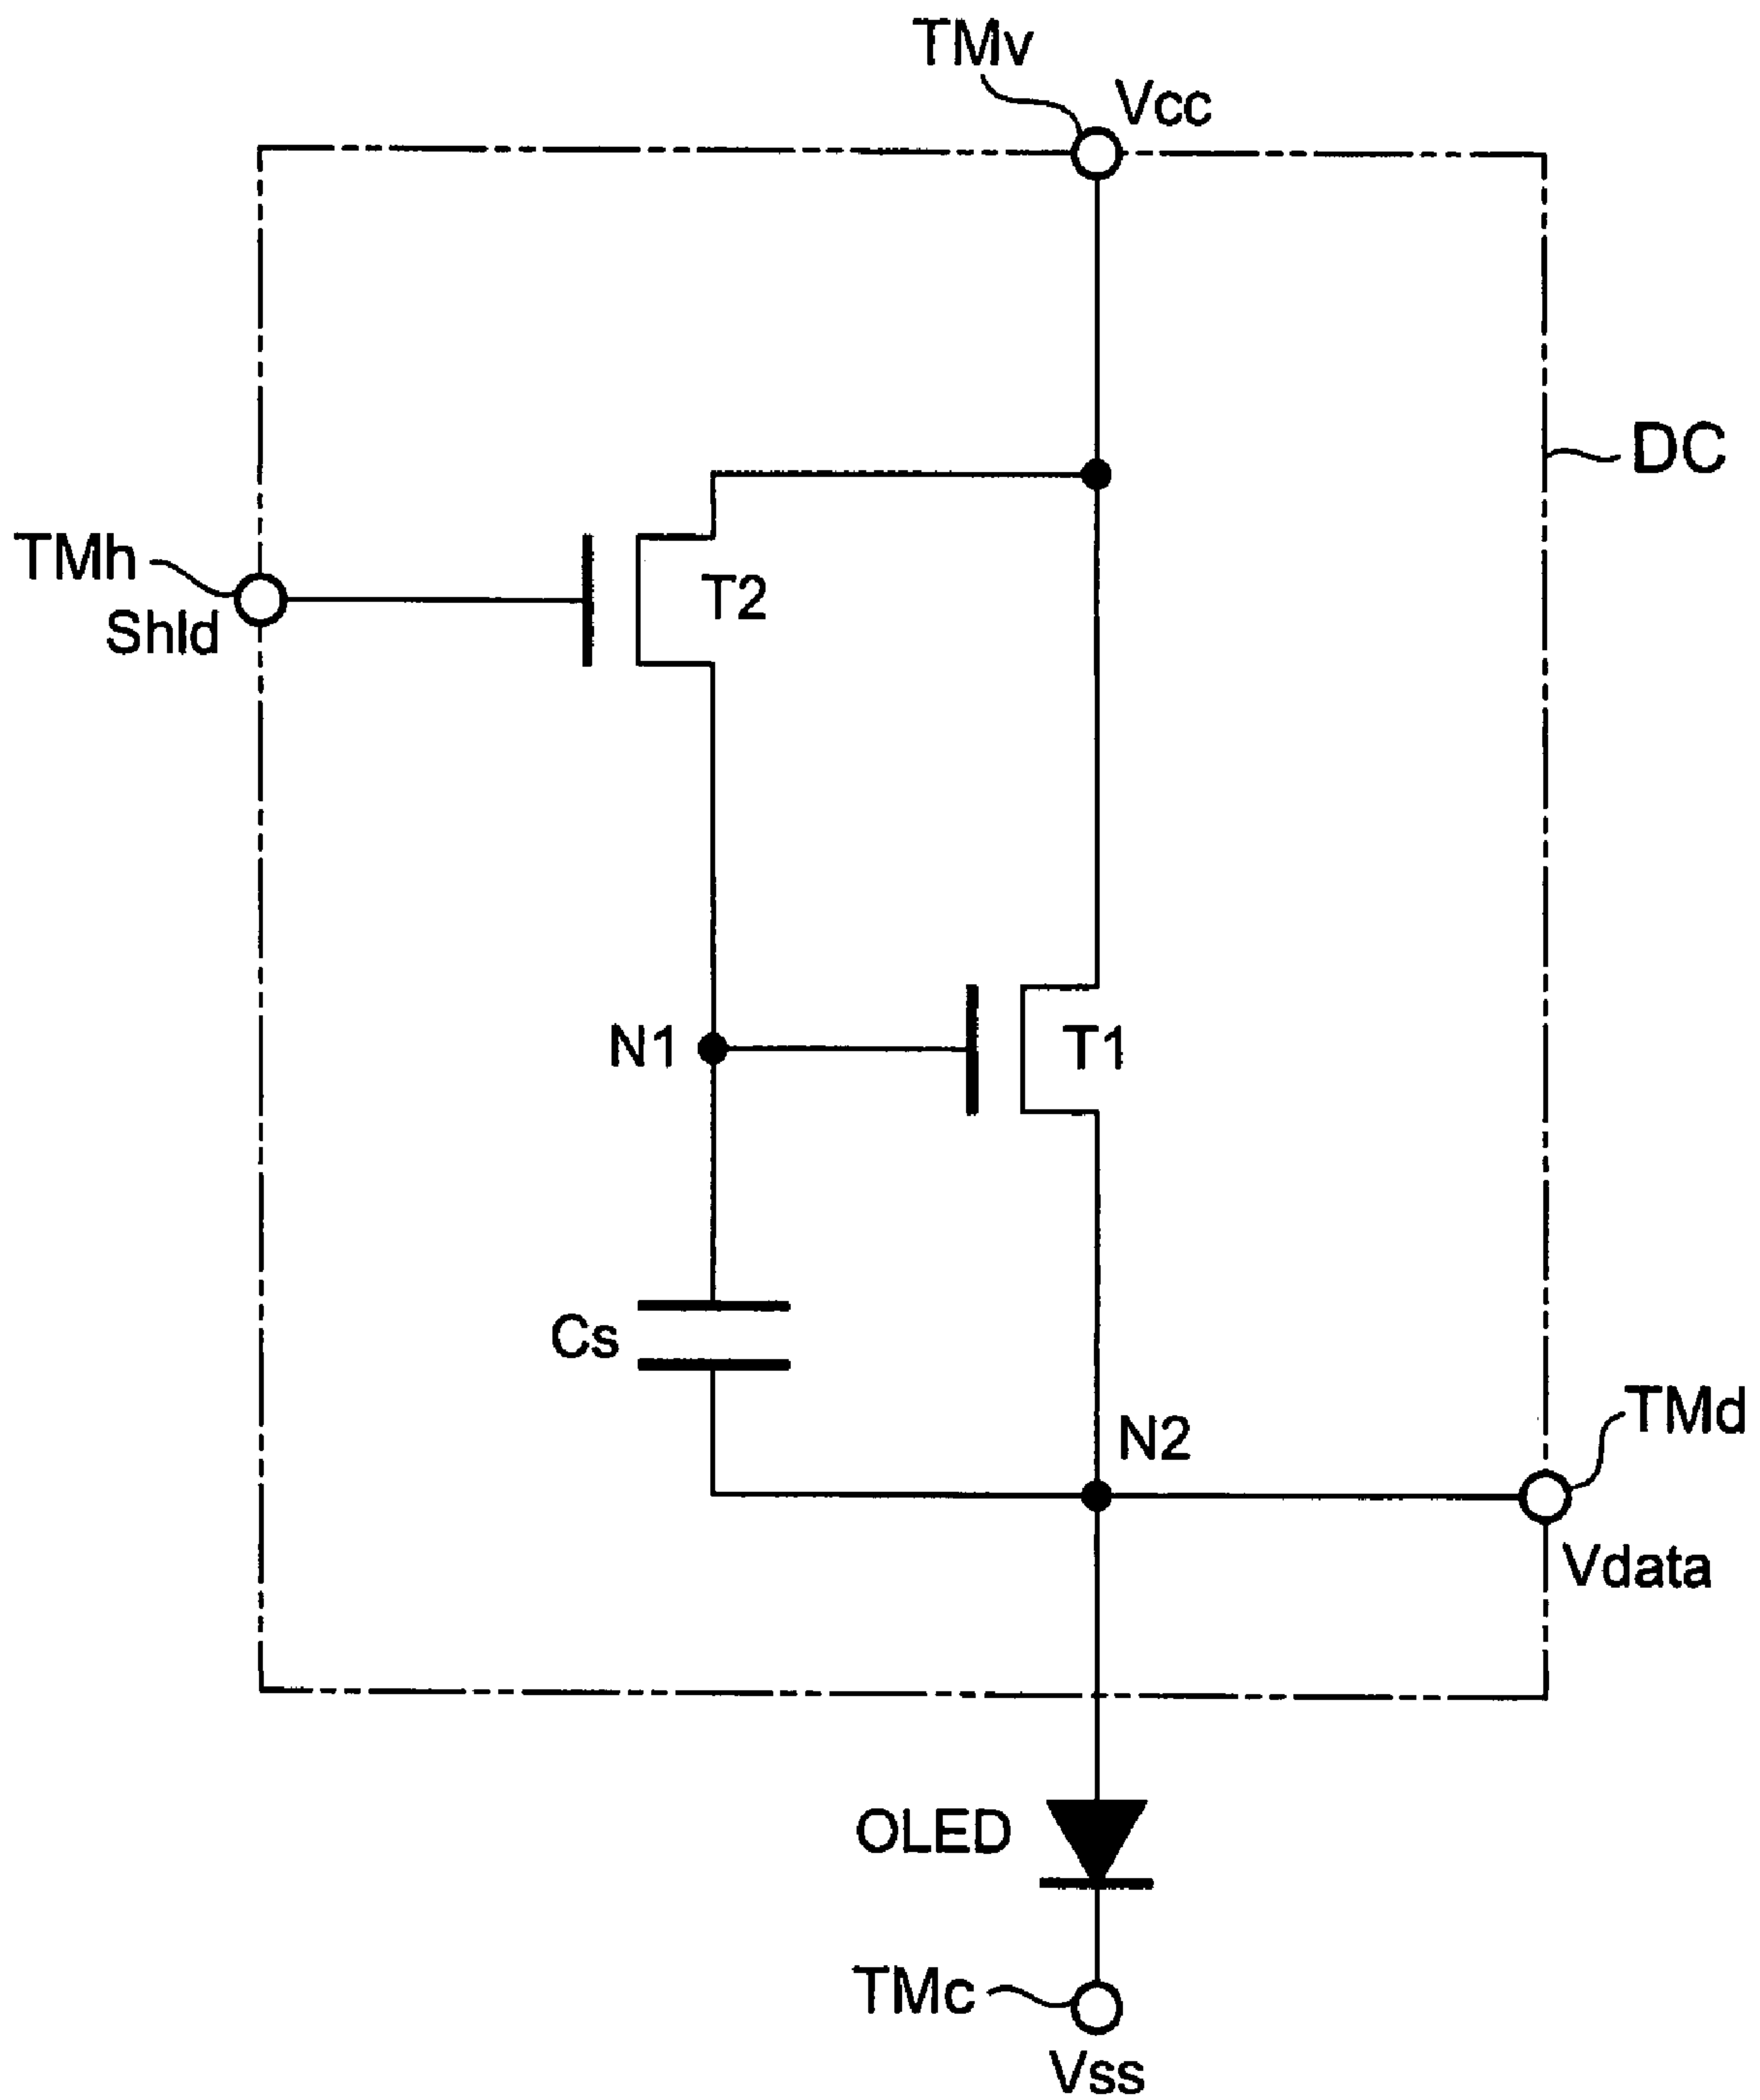 TMv
Vcc
DC
TMh
Shld
T2
N1
T1
Cs
N2
TMd
Vdata
OLED
TMc
Vss